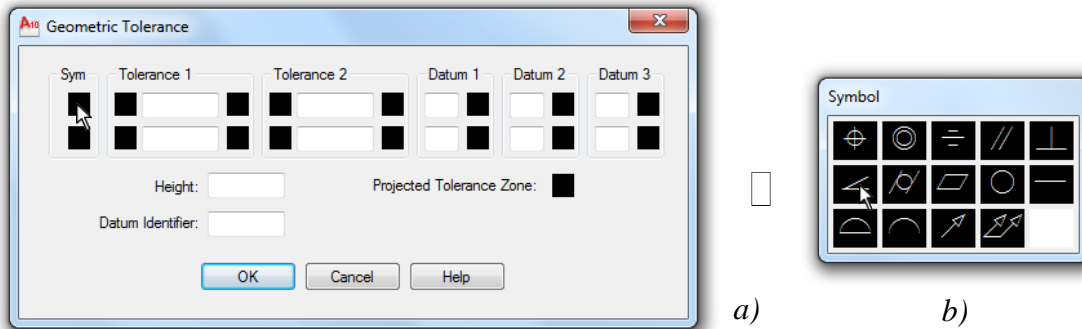 A10 Geometric Tolerance
Sym Tolerance 1 Tolerance 2 Datum 1 Datum 2 Datum 3
Symbol
Height: Projected Tolerance Zone:
Datum Identifier:
OK Cancel Help
a) b)